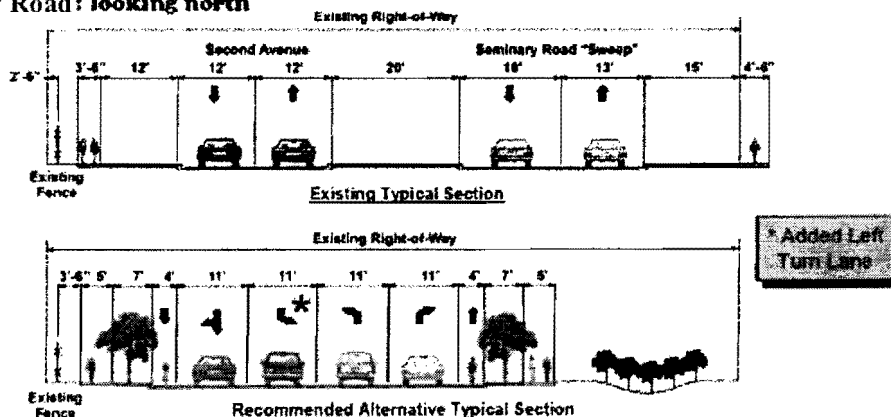 Road: looking north
Existing Right-of-Way
Second Avenue Seminary Road "Sweep"
2'-6" 3'-6" 12' 12' 12' 20' 16' 13' 15' 4'-6"
Existing
Fence
Existing Typical Section
Existing Right-of-Way
* Added Left
Turn Lane
3'-6" 5' 7' 4' 11' 11' 11' 11' 4' 7' 5'
*
Existing
Fence
Recommended Alternative Typical Section